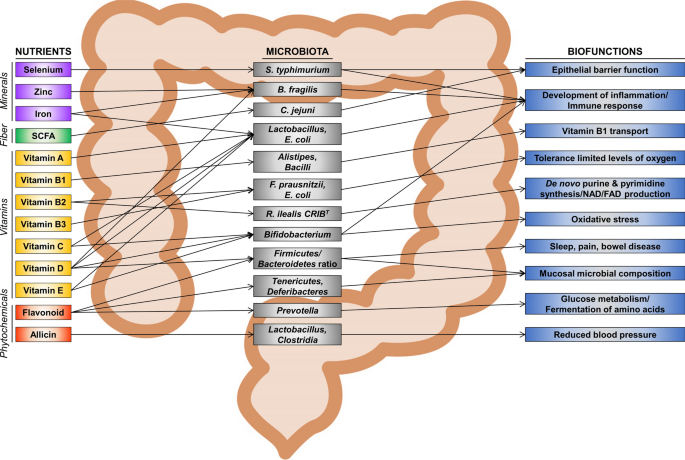 NUTRIENTS
MICROBIOTA
BIOFUNCTIONS
Minerals
Fiber
Vitamins
Phytochemicals
Selenium
Zinc
Iron
SCFA
Vitamin A
Vitamin B1
Vitamin B2
Vitamin B3
Vitamin C
Vitamin D
Vitamin E
Flavonoid
Allicin
S. typhimurium
B. fragilis
C. jejuni
Lactobacillus,
E. coli
Alistipes,
Bacilli
F. prausnitzii,
E. coli
R. ilealis CRIBᵀ
Bifidobacterium
Firmicutes/
Bacteroidetes ratio
Tenericutes,
Deferibacteres
Prevotella
Lactobacillus,
Clostridia
Epithelial barrier function
Development of inflammation/
Immune response
Vitamin B1 transport
Tolerance limited levels of oxygen
De novo purine & pyrimidine
synthesis/NAD/FAD production
Oxidative stress
Sleep, pain, bowel disease
Mucosal microbial composition
Glucose metabolism/
Fermentation of amino acids
Reduced blood pressure